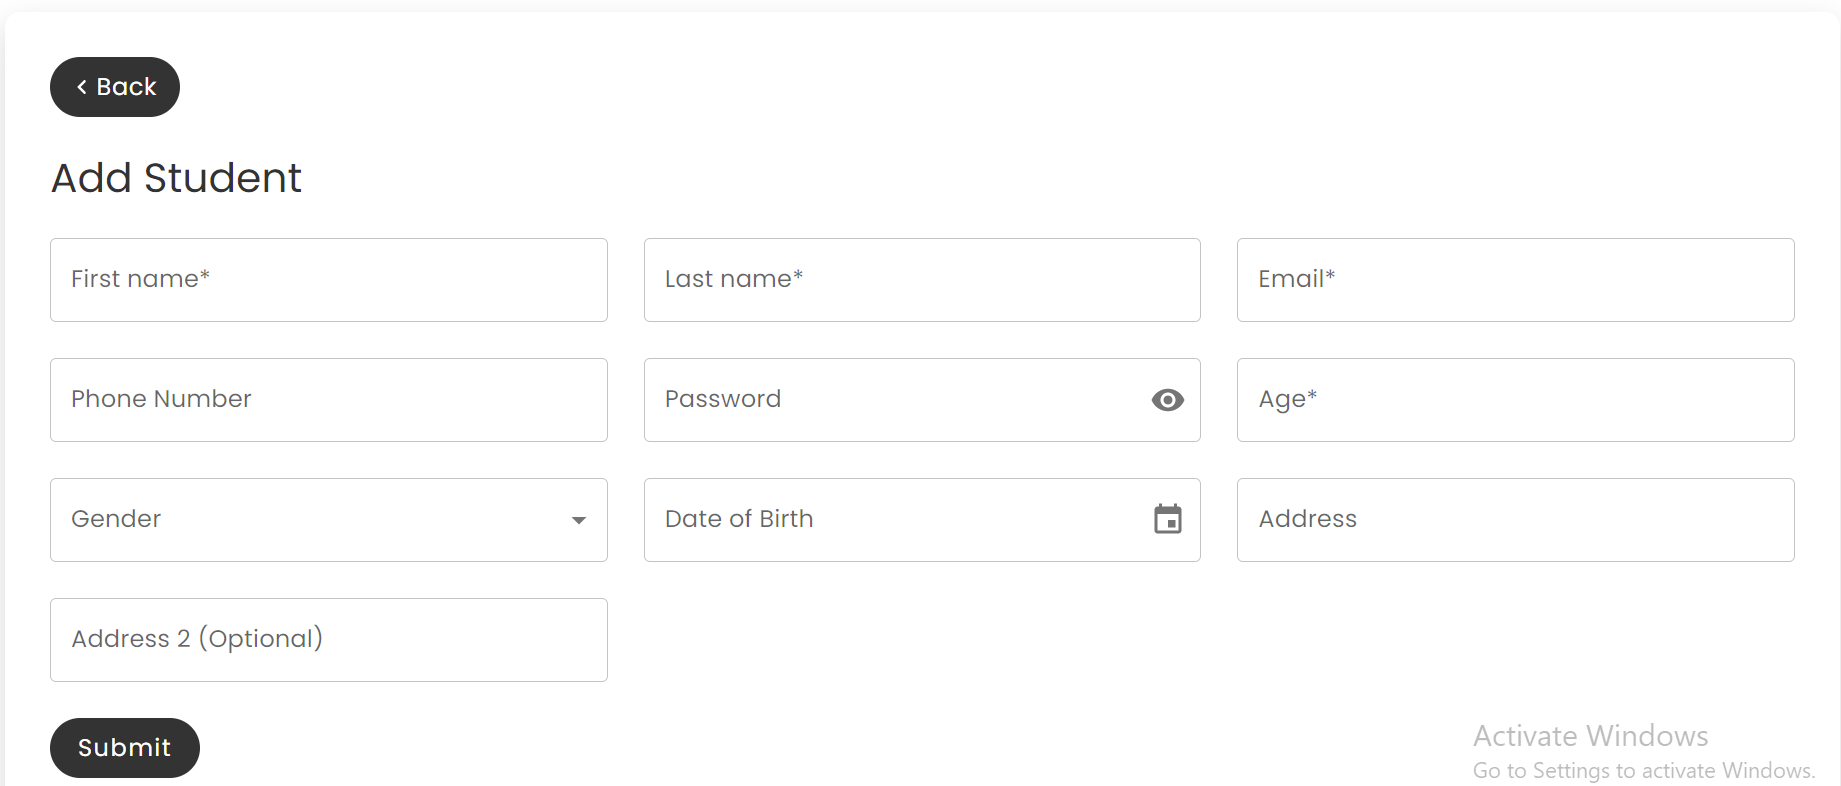 Back
Add Student
First name*
Last name*
Email*
Phone Number
Password
Age*
Gender
Date of Birth
Address
Address 2 (Optional)
Submit
Activate Windows
Go to Settings to activate Windows.